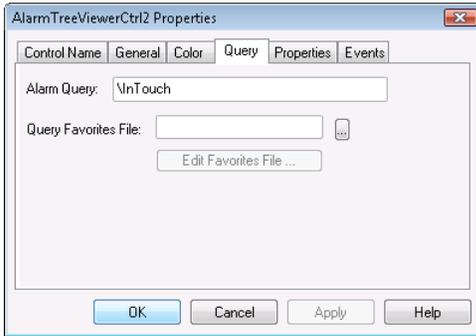 AlarmTreeViewerCtrl2 Properties
Control Name General Color Query Properties Events
Alarm Query: \InTouch
Query Favorites File: ...
Edit Favorites File ...
OK Cancel Apply Help